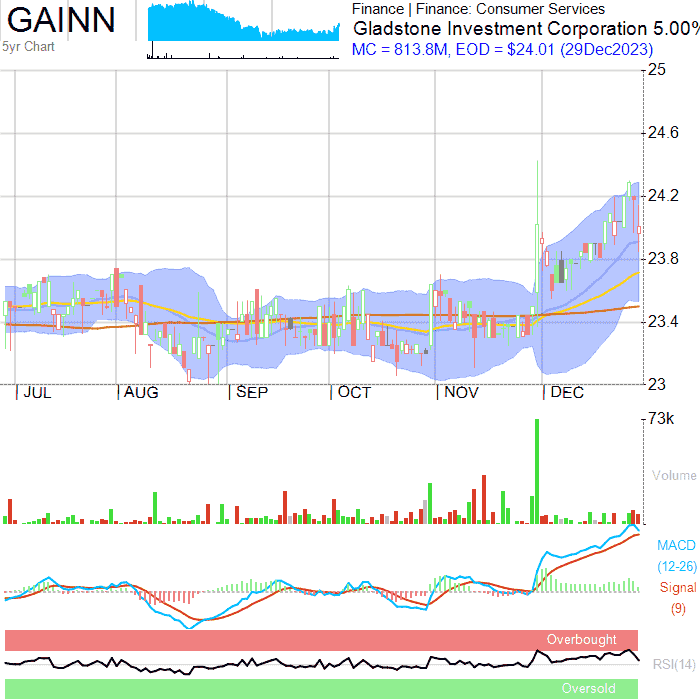 GAINN
5yr Chart
Finance | Finance: Consumer Services
Gladstone Investment Corporation 5.00%
MC = 813.8M, EOD = $24.01 (29Dec2023)
25
24.6
24.2
23.8
23.4
23
JUL AUG SEP OCT NOV DEC
73k
Volume
MACD
(12-26)
Signal
(9)
Overbought
RSI(14)
Oversold